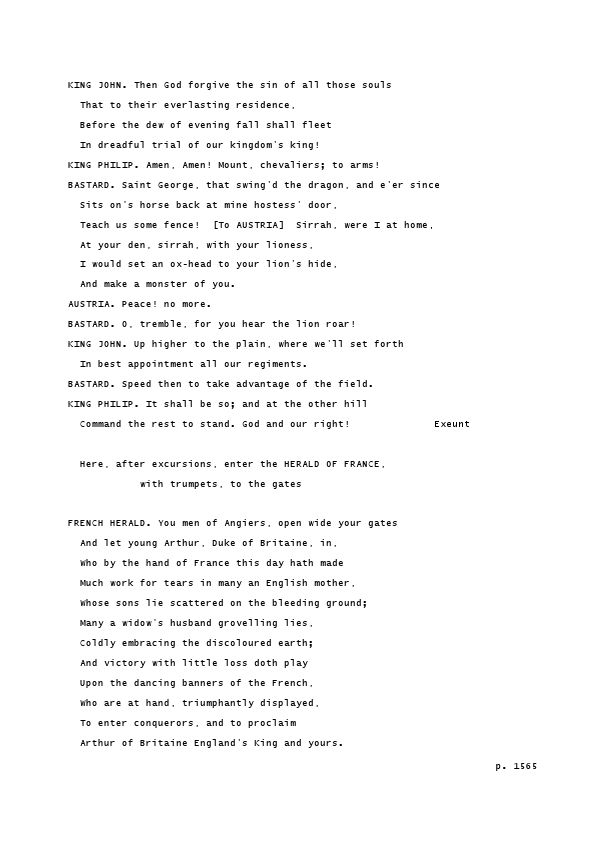 KING JOHN. Then God forgive the sin of all those souls
That to their everlasting residence,
Before the dew of evening fall shall fleet
In dreadful trial of our kingdom's king!
KING PHILIP. Amen, Amen! Mount, chevaliers; to arms!
BASTARD. Saint George, that swing'd the dragon, and e'er since
Sits on's horse back at mine hostess' door,
Teach us some fence!  [To AUSTRIA]  Sirrah, were I at home,
At your den, sirrah, with your lioness,
I would set an ox-head to your lion's hide,
And make a monster of you.
AUSTRIA. Peace! no more.
BASTARD. O, tremble, for you hear the lion roar!
KING JOHN. Up higher to the plain, where we'll set forth
In best appointment all our regiments.
BASTARD. Speed then to take advantage of the field.
KING PHILIP. It shall be so; and at the other hill
Command the rest to stand. God and our right!              Exeunt
Here, after excursions, enter the HERALD OF FRANCE,
with trumpets, to the gates
FRENCH HERALD. You men of Angiers, open wide your gates
And let young Arthur, Duke of Britaine, in,
Who by the hand of France this day hath made
Much work for tears in many an English mother,
Whose sons lie scattered on the bleeding ground;
Many a widow's husband grovelling lies,
Coldly embracing the discoloured earth;
And victory with little loss doth play
Upon the dancing banners of the French,
Who are at hand, triumphantly displayed,
To enter conquerors, and to proclaim
Arthur of Britaine England's King and yours.
p. 1565